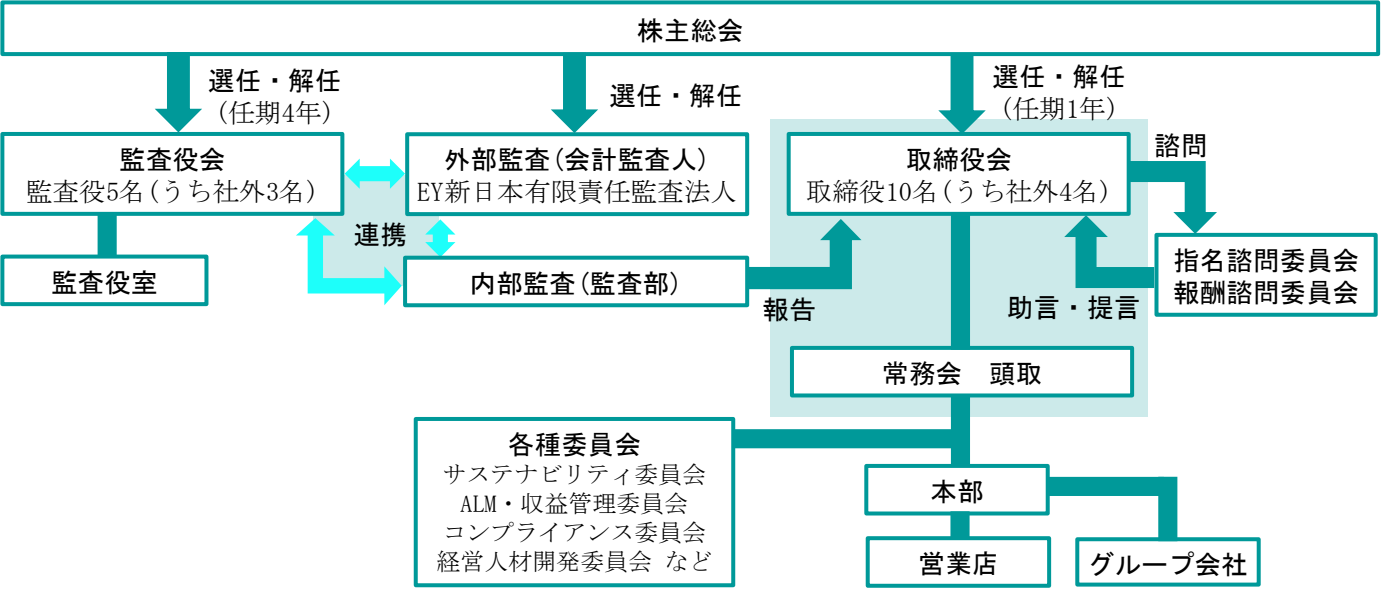 株主総会
選任・解任
(任期4年)
選任・解任
選任・解任
(任期1年)
監査役会
監査役5名(うち社外3名)
外部監査(会計監査人)
EY新日本有限責任監査法人
取締役会
取締役10名(うち社外4名)
諮問
連携
監査役室
内部監査(監査部)
報告
指名諮問委員会
報酬諮問委員会
助言・提言
常務会　頭取
各種委員会
サステナビリティ委員会
ALM・収益管理委員会
コンプライアンス委員会
経営人材開発委員会 など
本部
営業店
グループ会社